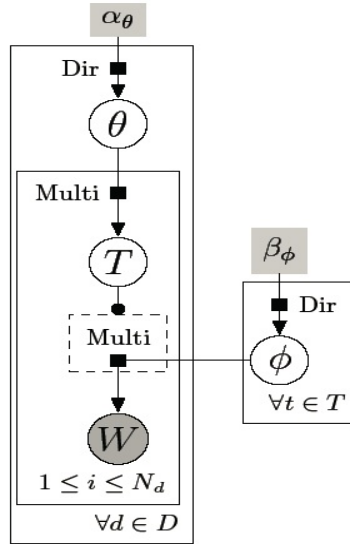 α_θ
Dir
θ
Multi
T
β_ϕ
Multi
Dir
ϕ
∀t ∈ T
W
1 ≤ i ≤ N_d
∀d ∈ D